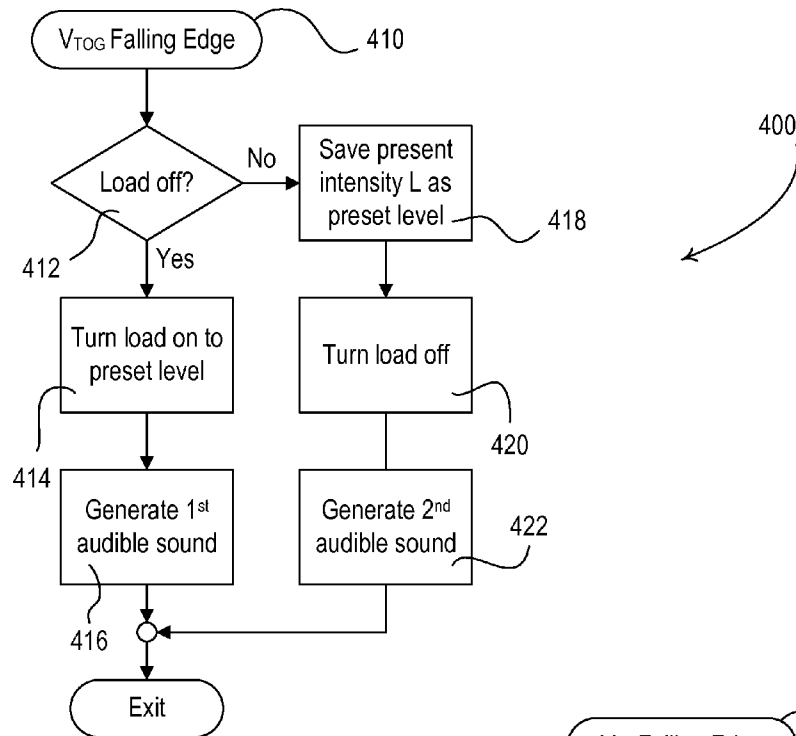 V_TOG Falling Edge
410
400
Load off?
No
412
Yes
Save present
intensity L as
preset level
418
Turn load on to
preset level
414
Turn load off
420
Generate 1st
audible sound
416
Generate 2nd
audible sound
422
Exit